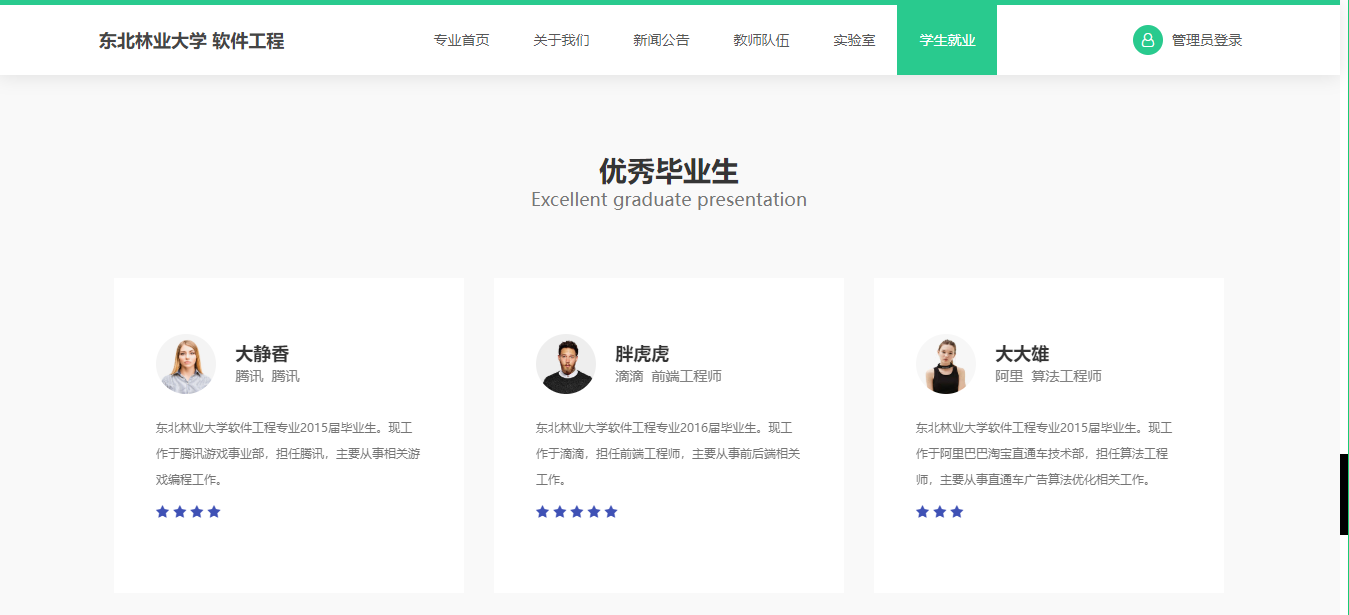 东北林业大学 软件工程 专业首页 关于我们 新闻公告 教师队伍 实验室 学生就业 管理员登录
优秀毕业生
Excellent graduate presentation
大静香
腾讯 腾讯
东北林业大学软件工程专业2015届毕业生。现工
作于腾讯游戏事业部，担任腾讯，主要从事相关游
戏编程工作。
胖虎虎
滴滴 前端工程师
东北林业大学软件工程专业2016届毕业生。现工
作于滴滴，担任前端工程师，主要从事前后端相关
工作。
大大雄
阿里 算法工程师
东北林业大学软件工程专业2015届毕业生。现工
作于阿里巴巴淘宝直通车技术部，担任算法工程
师，主要从事直通车广告算法优化相关工作。